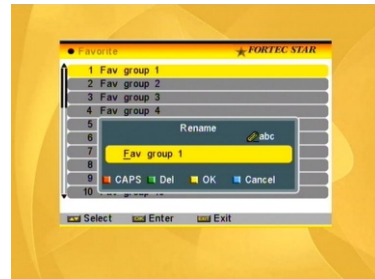 Favorite FORTEC STAR
1 Fav group 1
2 Fav group 2
3 Fav group 3
4 Fav group 4
5
Rename
6
abc
7
Fav group 1
8
9
CAPS Del OK Cancel
10
Select Enter Exit